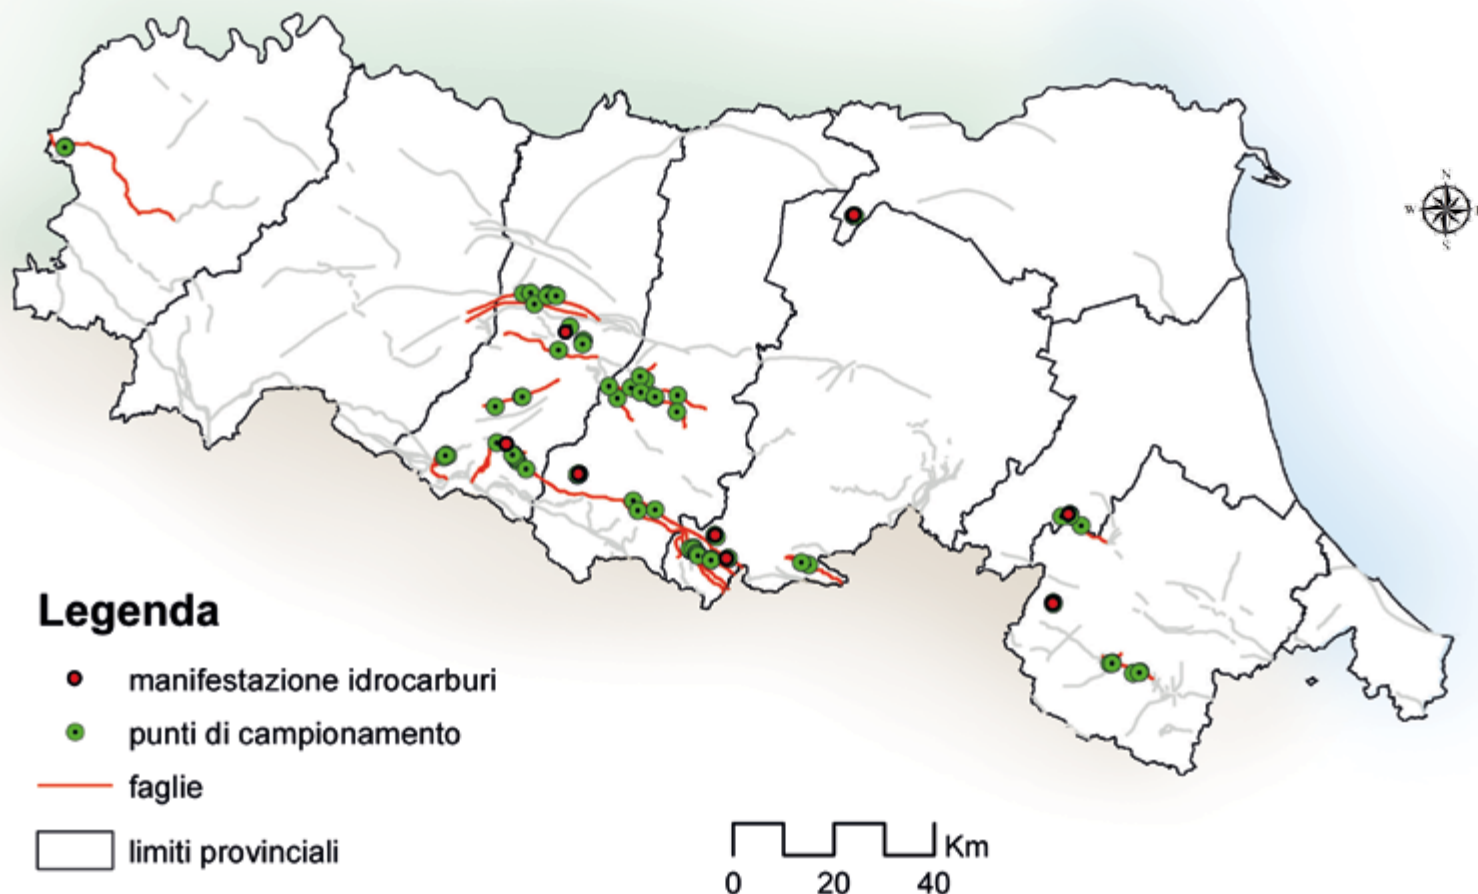 N
W
S
Legenda
manifestazione idrocarburi
punti di campionamento
faglie
limiti provinciali
Km
0 20 40